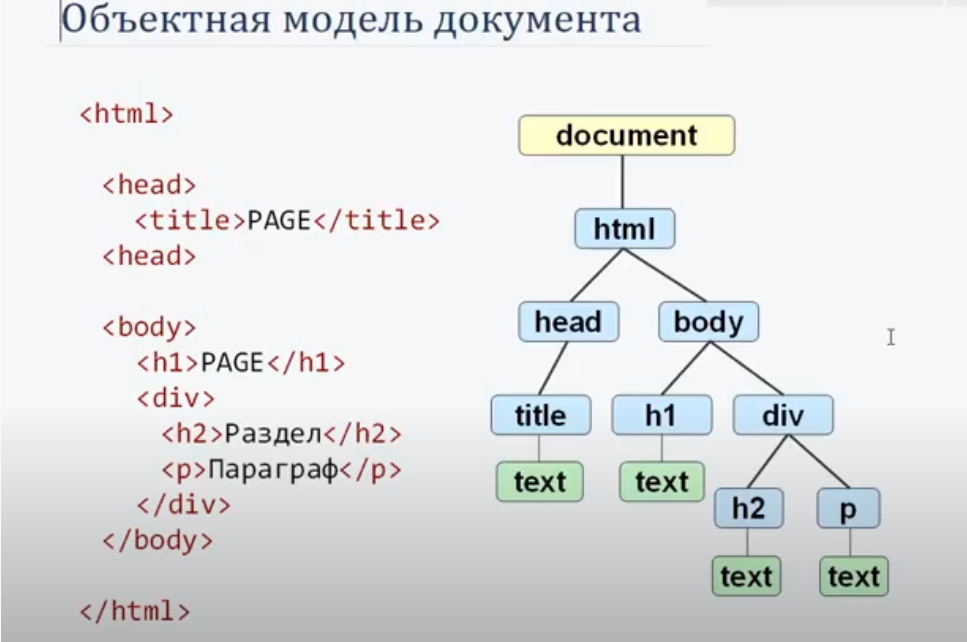 Объектная модель документа
<html>
<head>
<title>PAGE</title>
<head>
<body>
<h1>PAGE</h1>
<div>
<h2>Раздел</h2>
<p>Параграф</p>
</div>
</body>
</html>
document
html
head body
title h1 div
text text
h2 p
text text